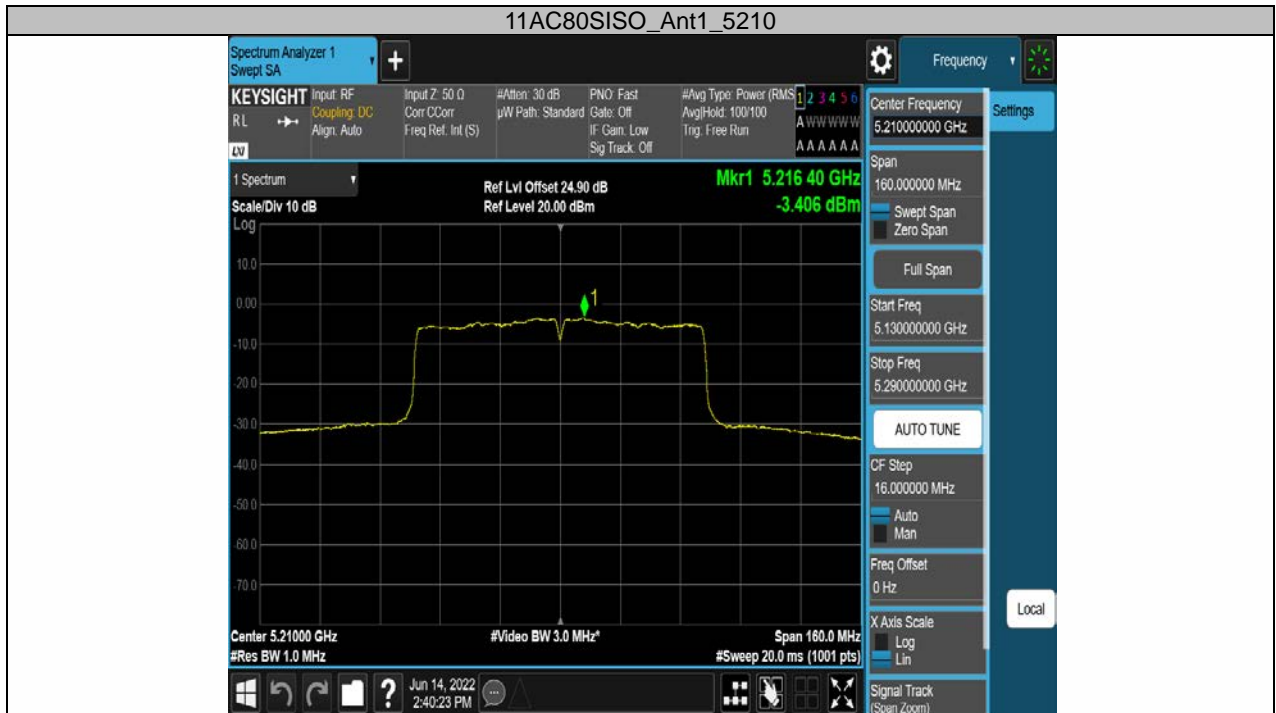 11AC80SISO_Ant1_5210
Spectrum Analyzer 1
Swept SA
+
Frequency
KEYSIGHT
RL
LXI
Input: RF
Coupling: DC
Align: Auto
Input Z: 50 Ω
Corr CCorr
Freq Ref: Int (S)
#Atten: 30 dB
µW Path: Standard
PNO: Fast
Gate: Off
IF Gain: Low
Sig Track: Off
#Avg Type: Power (RMS
Avg|Hold: 100/100
Trig: Free Run
1 2 3 4 5 6
A W W W W W
A A A A A A
1 Spectrum
Scale/Div 10 dB
Ref Lvl Offset 24.90 dB
Ref Level 20.00 dBm
Mkr1 5.216 40 GHz
-3.406 dBm
Log
10.0
0.00
-10.0
-20.0
-30.0
-40.0
-50.0
-60.0
-70.0
1
Center 5.21000 GHz
#Res BW 1.0 MHz
#Video BW 3.0 MHz*
Span 160.0 MHz
#Sweep 20.0 ms (1001 pts)
Center Frequency
5.210000000 GHz
Settings
Span
160.000000 MHz
Swept Span
Zero Span
Full Span
Start Freq
5.130000000 GHz
Stop Freq
5.290000000 GHz
AUTO TUNE
CF Step
16.000000 MHz
Auto
Man
Freq Offset
0 Hz
X Axis Scale
Log
Lin
Local
Signal Track
(Span Zoom)
?
Jun 14, 2022
2:40:23 PM